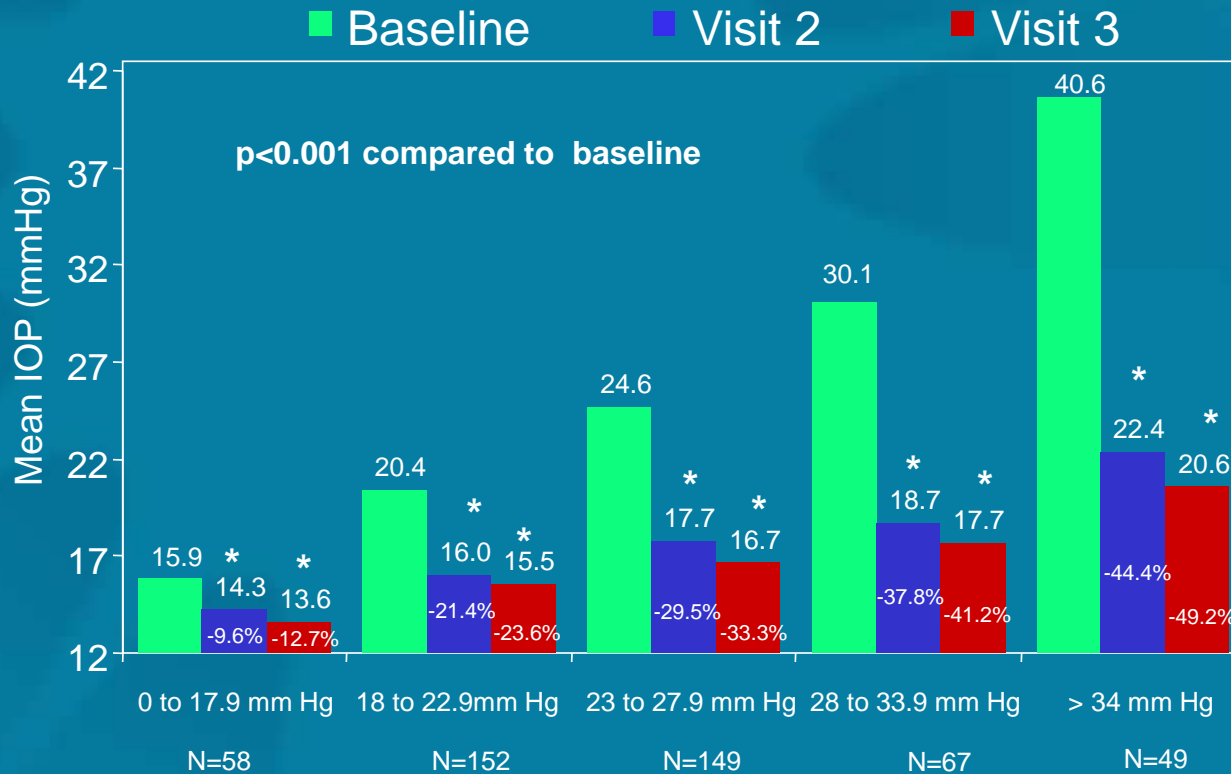 Baseline Visit 2 Visit 3
42
37
32
27
22
17
12
Mean IOP (mmHg)
p<0.001 compared to baseline
15.9 * 14.3 * 13.6
-9.6% -12.7%
20.4 * 16.0 * 15.5
-21.4% -23.6%
24.6 * 17.7 * 16.7
-29.5% -33.3%
30.1 * 18.7 * 17.7
-37.8% -41.2%
40.6 * 22.4 * 20.6
-44.4% -49.2%
0 to 17.9 mm Hg 18 to 22.9mm Hg 23 to 27.9 mm Hg 28 to 33.9 mm Hg > 34 mm Hg
N=58 N=152 N=149 N=67 N=49